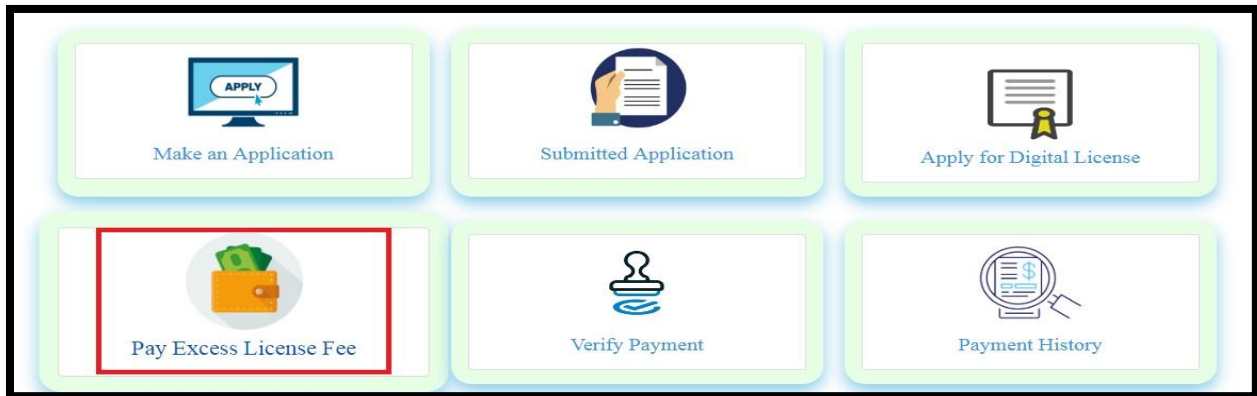 APPLY
Make an Application
Submitted Application
Apply for Digital License
$
Pay Excess License Fee
Verify Payment
Payment History